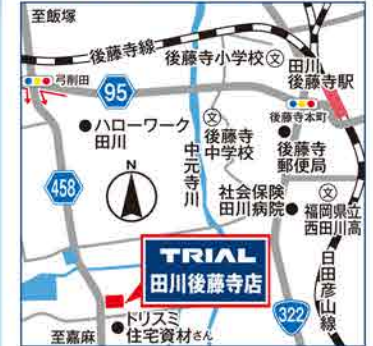 至飯塚
後藤寺線
後藤寺小学校
文
田川
後藤寺駅
弓削田
95
文
後藤寺本町
ハローワーク
田川
後藤寺
中学校
後藤寺
郵便局
中元寺川
458
N
社会保険
田川病院
文
福岡県立
西田川高
TRIAL
田川後藤寺店
日田彦山線
322
至嘉麻
ドリスミ
住宅資材さん